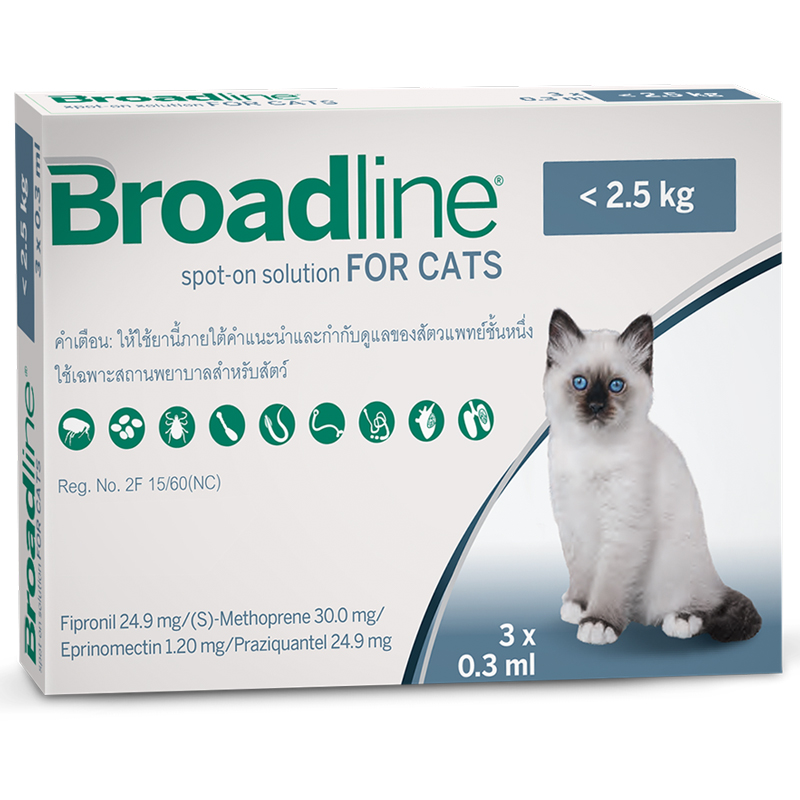 Broadline
spot-on solution FOR CATS
3 x
0.3 ml
< 2.5 kg
< 2.5 kg
3 x 0.3 ml
Broadline®
spot-on solution FOR CATS
Broadline®
spot-on solution FOR CATS
< 2.5 kg
คำเตือน: ให้ใช้ยานี้ภายใต้คำแนะนำและกำกับดูแลของสัตวแพทย์ชั้นหนึ่ง
ใช้เฉพาะสถานพยาบาลสำหรับสัตว์
Reg. No. 2F 15/60(NC)
Fipronil 24.9 mg/(S)-Methoprene 30.0 mg/
Eprinomectin 1.20 mg/Praziquantel 24.9 mg
3 x
0.3 ml